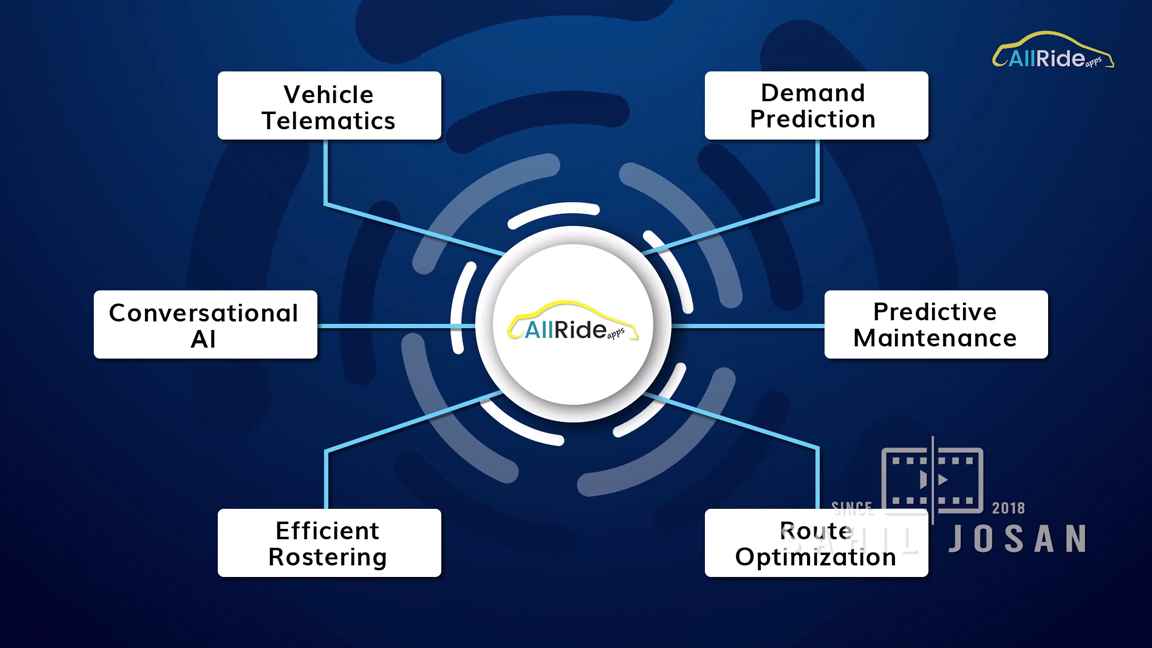 AllRide apps
Vehicle
Telematics
Demand
Prediction
Conversational
AI
AllRide apps
Predictive
Maintenance
Efficient
Rostering
Route
Optimization
SINCE 2018
SAHIL JOSAN